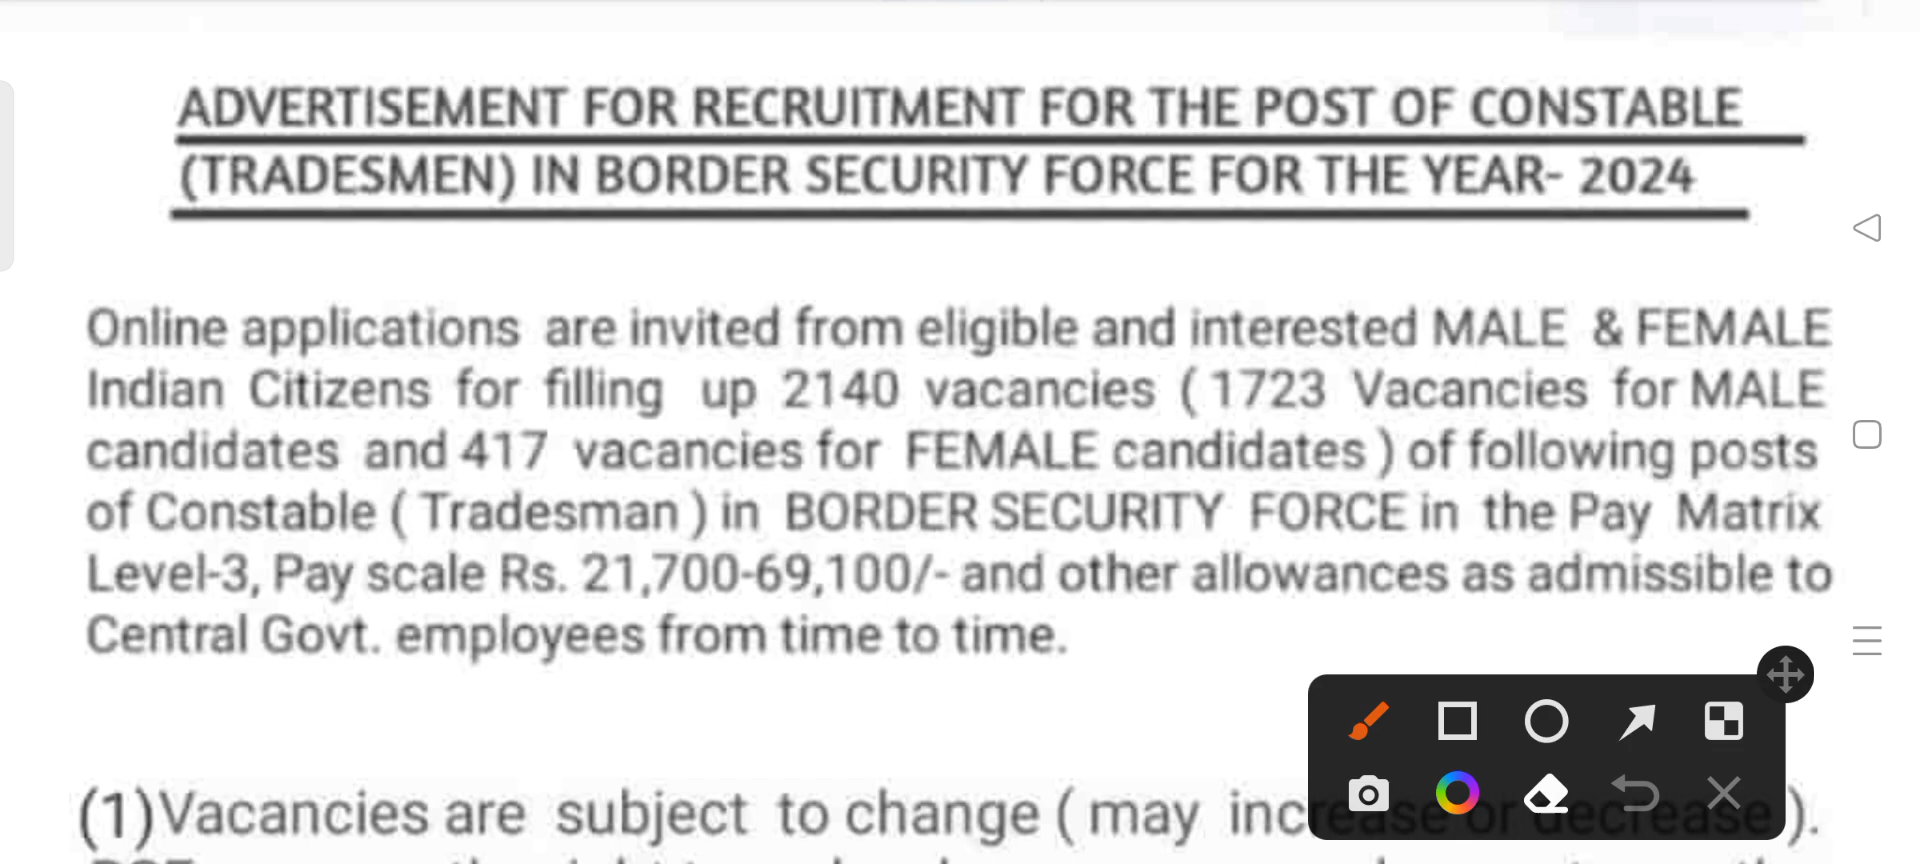 ADVERTISEMENT FOR RECRUITMENT FOR THE POST OF CONSTABLE
(TRADESMEN) IN BORDER SECURITY FORCE FOR THE YEAR- 2024
Online applications are invited from eligible and interested MALE & FEMALE
Indian Citizens for filling up 2140 vacancies ( 1723 Vacancies for MALE
candidates and 417 vacancies for FEMALE candidates ) of following posts
of Constable ( Tradesman ) in BORDER SECURITY FORCE in the Pay Matrix
Level-3, Pay scale Rs. 21,700-69,100/- and other allowances as admissible to
Central Govt. employees from time to time.
(1)Vacancies are subject to change ( may increase or decrease ).